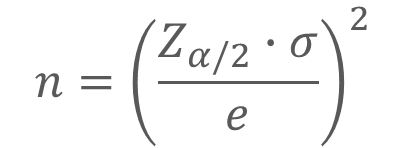 n = (Z_{α/2} · σ / e)^2